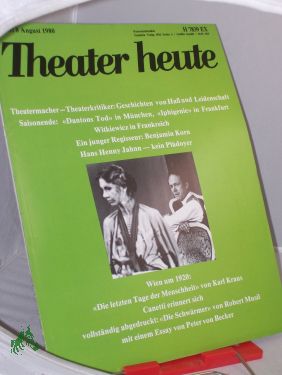 8 August 1980
H 7839 EX
Theater heute
Theatermacher – Theaterkritiker: Geschichten von Haß und Leidenschaft
Saisonende: «Dantons Tod» in München, «Iphigenie» in Frankfurt
Witkiewicz in Frankreich
Ein junger Regisseur: Benjamin Korn
Hans Henny Jahnn — kein Plädoyer
Wien um 1920:
«Die letzten Tage der Menschheit» von Karl Kraus
Canetti erinnert sich
vollständig abgedruckt: «Die Schwärmer» von Robert Musil
mit einem Essay von Peter von Becker